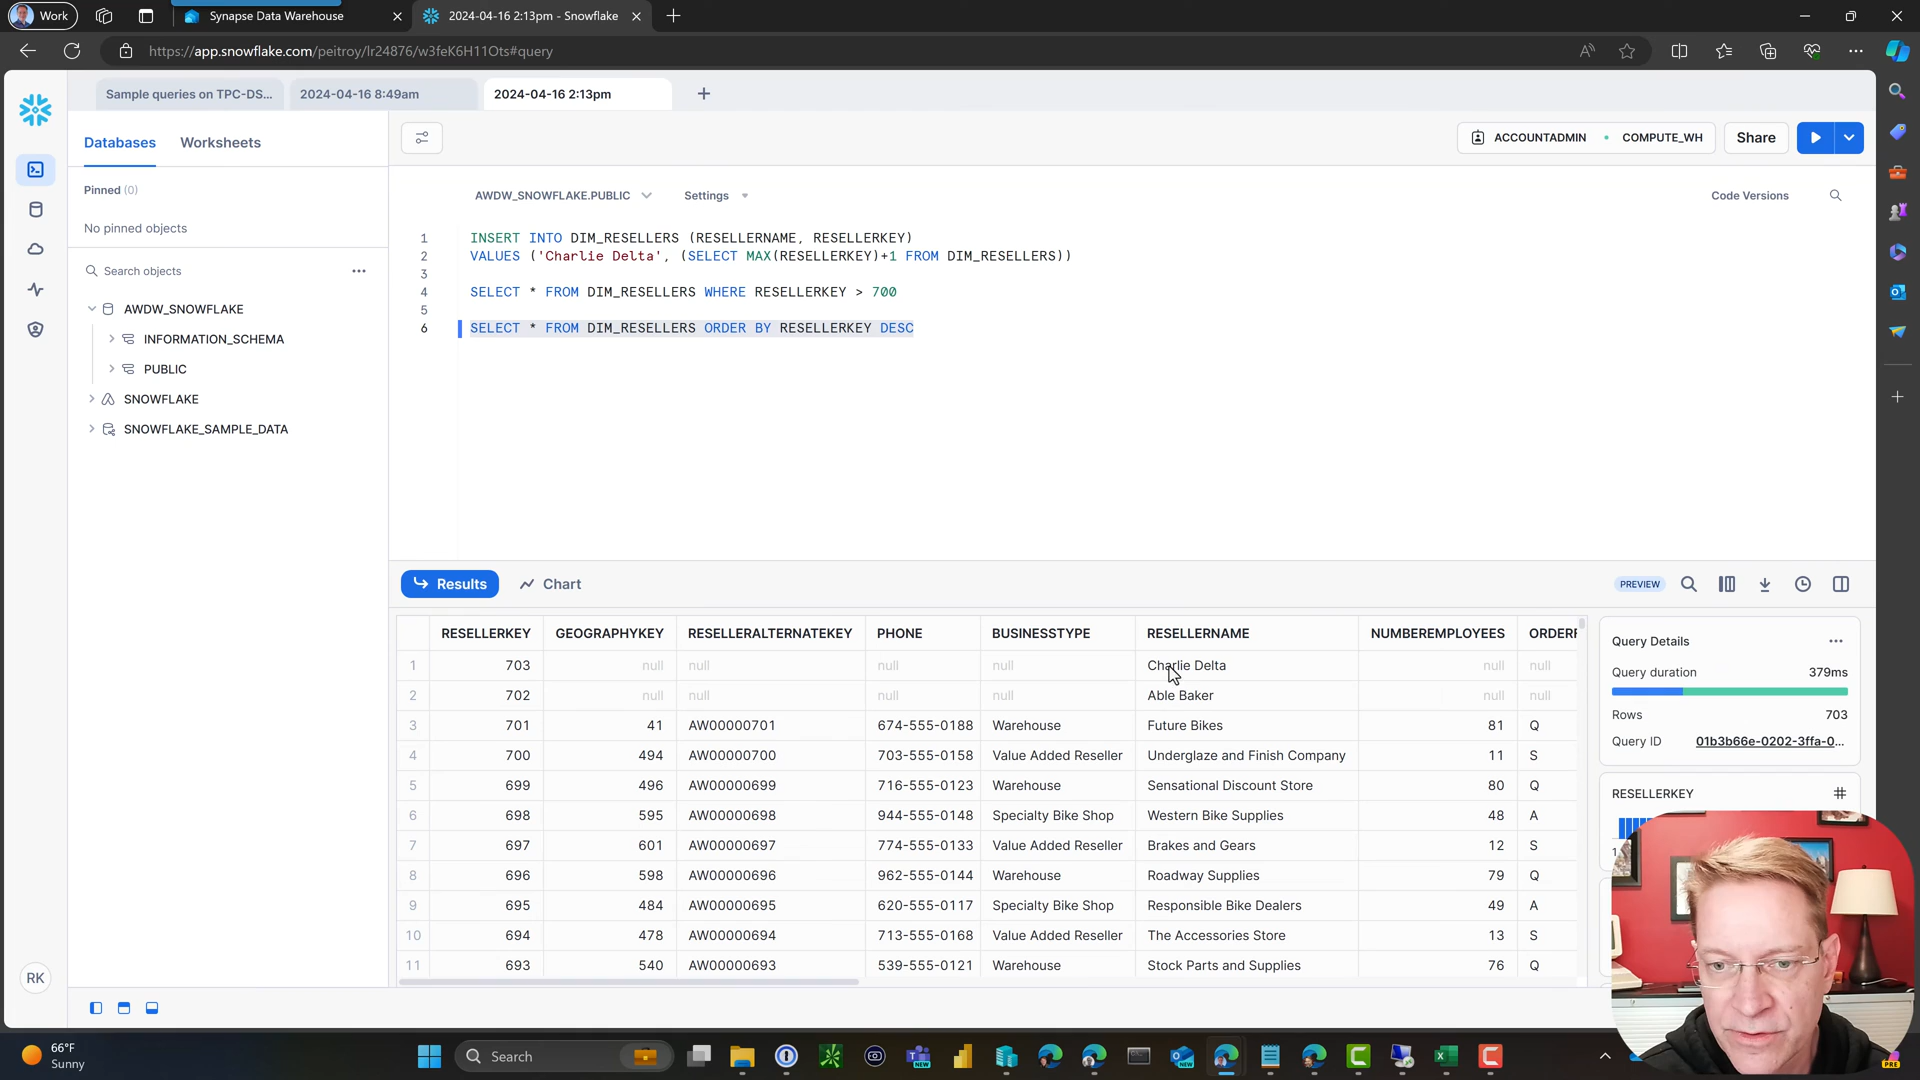 Work
Synapse Data Warehouse
2024-04-16 2:13pm - Snowflake
https://app.snowflake.com/peitroy/lr24876/w3feK6H11Ots#query
Sample queries on TPC-DS...
2024-04-16 8:49am
2024-04-16 2:13pm
Databases
Worksheets
ACCOUNTADMIN
COMPUTE_WH
Share
Pinned (0)
No pinned objects
AWDW_SNOWFLAKE.PUBLIC
Settings
Code Versions
Search objects
AWDW_SNOWFLAKE
INFORMATION_SCHEMA
PUBLIC
SNOWFLAKE
SNOWFLAKE_SAMPLE_DATA
1 INSERT INTO DIM_RESELLERS (RESELLERNAME, RESELLERKEY)
2 VALUES ('Charlie Delta', (SELECT MAX(RESELLERKEY)+1 FROM DIM_RESELLERS))
3
4 SELECT * FROM DIM_RESELLERS WHERE RESELLERKEY > 700
5
6 SELECT * FROM DIM_RESELLERS ORDER BY RESELLERKEY DESC
Results
Chart
PREVIEW
RESELLERKEY GEOGRAPHYKEY RESELLERALTERNATEKEY PHONE BUSINESSTYPE RESELLERNAME NUMBEREMPLOYEES ORDERF
1 703 null null null null Charlie Delta null null
2 702 null null null null Able Baker null null
3 701 41 AW00000701 674-555-0188 Warehouse Future Bikes 81 Q
4 700 494 AW00000700 703-555-0158 Value Added Reseller Underglaze and Finish Company 11 S
5 699 496 AW00000699 716-555-0123 Warehouse Sensational Discount Store 80 Q
6 698 595 AW00000698 944-555-0148 Specialty Bike Shop Western Bike Supplies 48 A
7 697 601 AW00000697 774-555-0133 Value Added Reseller Brakes and Gears 12 S
8 696 598 AW00000696 962-555-0144 Warehouse Roadway Supplies 79 Q
9 695 484 AW00000695 620-555-0117 Specialty Bike Shop Responsible Bike Dealers 49 A
10 694 478 AW00000694 713-555-0168 Value Added Reseller The Accessories Store 13 S
11 693 540 AW00000693 539-555-0121 Warehouse Stock Parts and Supplies 76 Q
Query Details
Query duration 379ms
Rows 703
Query ID 01b3b66e-0202-3ffa-0...
RESELLERKEY
1
RK
66°F
Sunny
Search
NEW
NEW
PRE